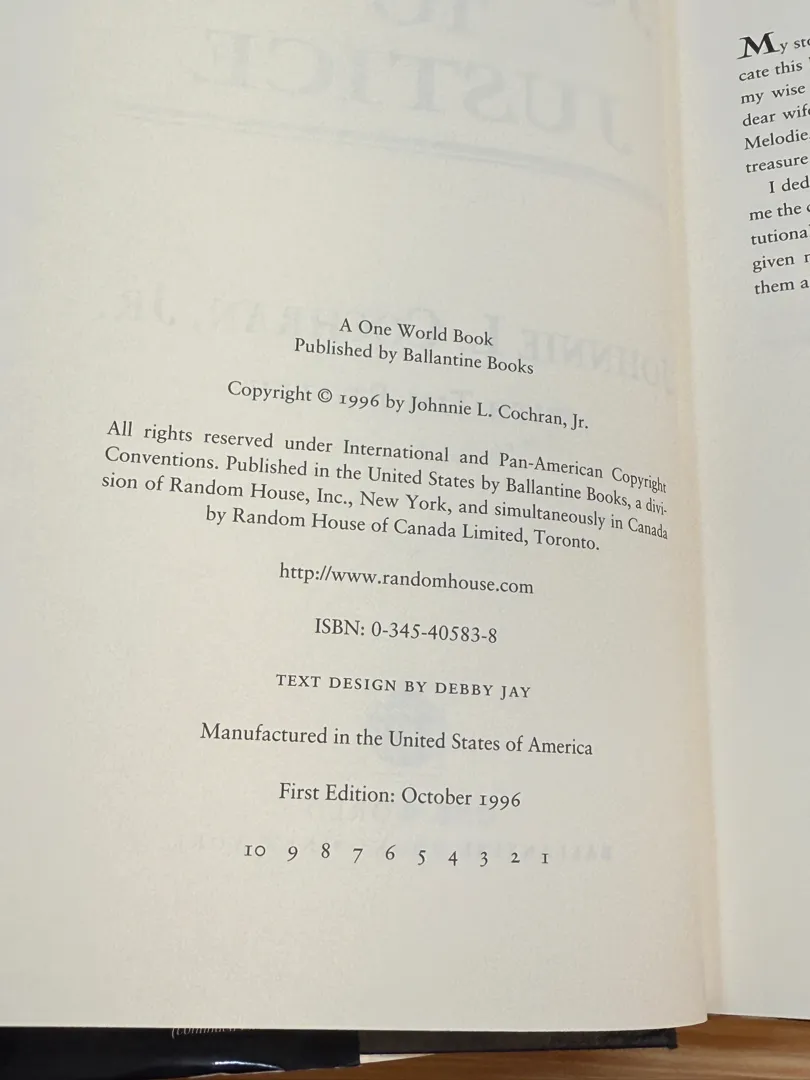 A One World Book
Published by Ballantine Books
Copyright © 1996 by Johnnie L. Cochran, Jr.
All rights reserved under International and Pan-American Copyright
Conventions. Published in the United States by Ballantine Books, a divi-
sion of Random House, Inc., New York, and simultaneously in Canada
by Random House of Canada Limited, Toronto.
http://www.randomhouse.com
ISBN: 0-345-40583-8
TEXT DESIGN BY DEBBY JAY
Manufactured in the United States of America
First Edition: October 1996
10 9 8 7 6 5 4 3 2 1
My
cate this
my wise
dear
Melodie
treasure
I
me the
given
them
TO
JUSTICE
JOHNNIE L. COCHRAN, JR.